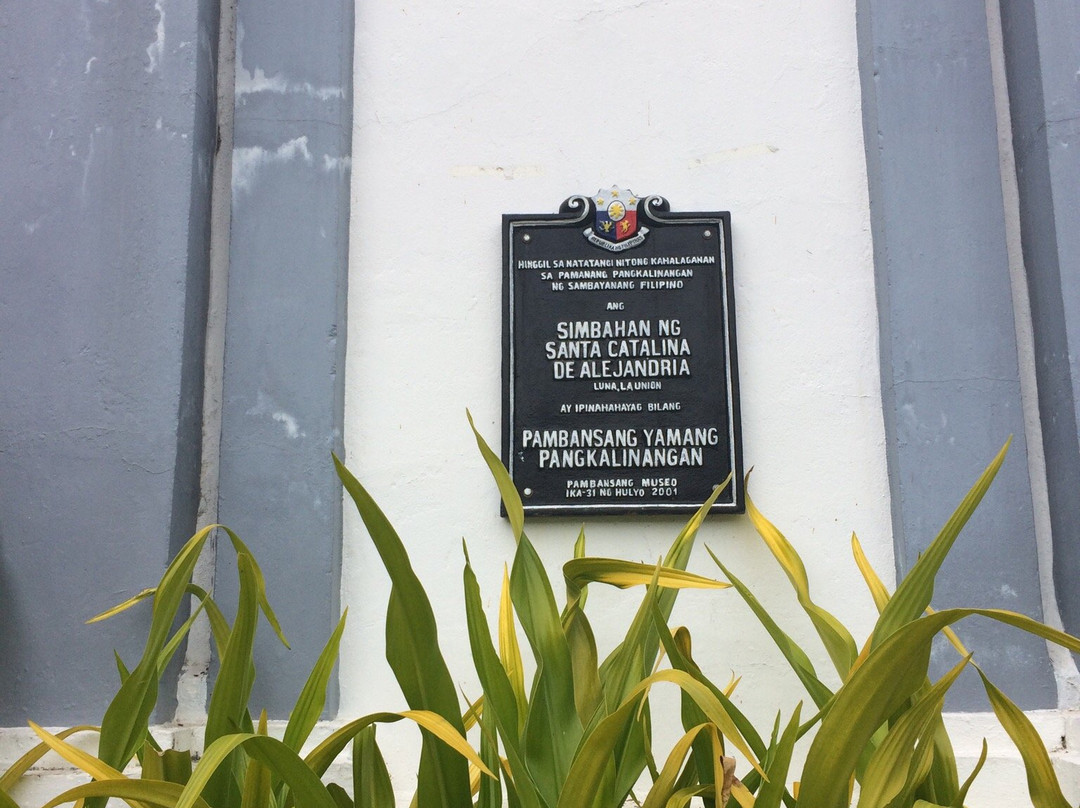 HINGGIL SA NATATANGI NITONG KAHALAGAHAN
SA PAMANANG PANGKALINANGAN
NG SAMBAYANANG FILIPINO
ANG
SIMBAHAN NG
SANTA CATALINA
DE ALEJANDRIA
LUNA, LA UNION
AY IPINAHAHAYAG BILANG
PAMBANSANG YAMANG
PANGKALINANGAN
PAMBANSANG MUSEO
IKA-31 NG HULYO 2001